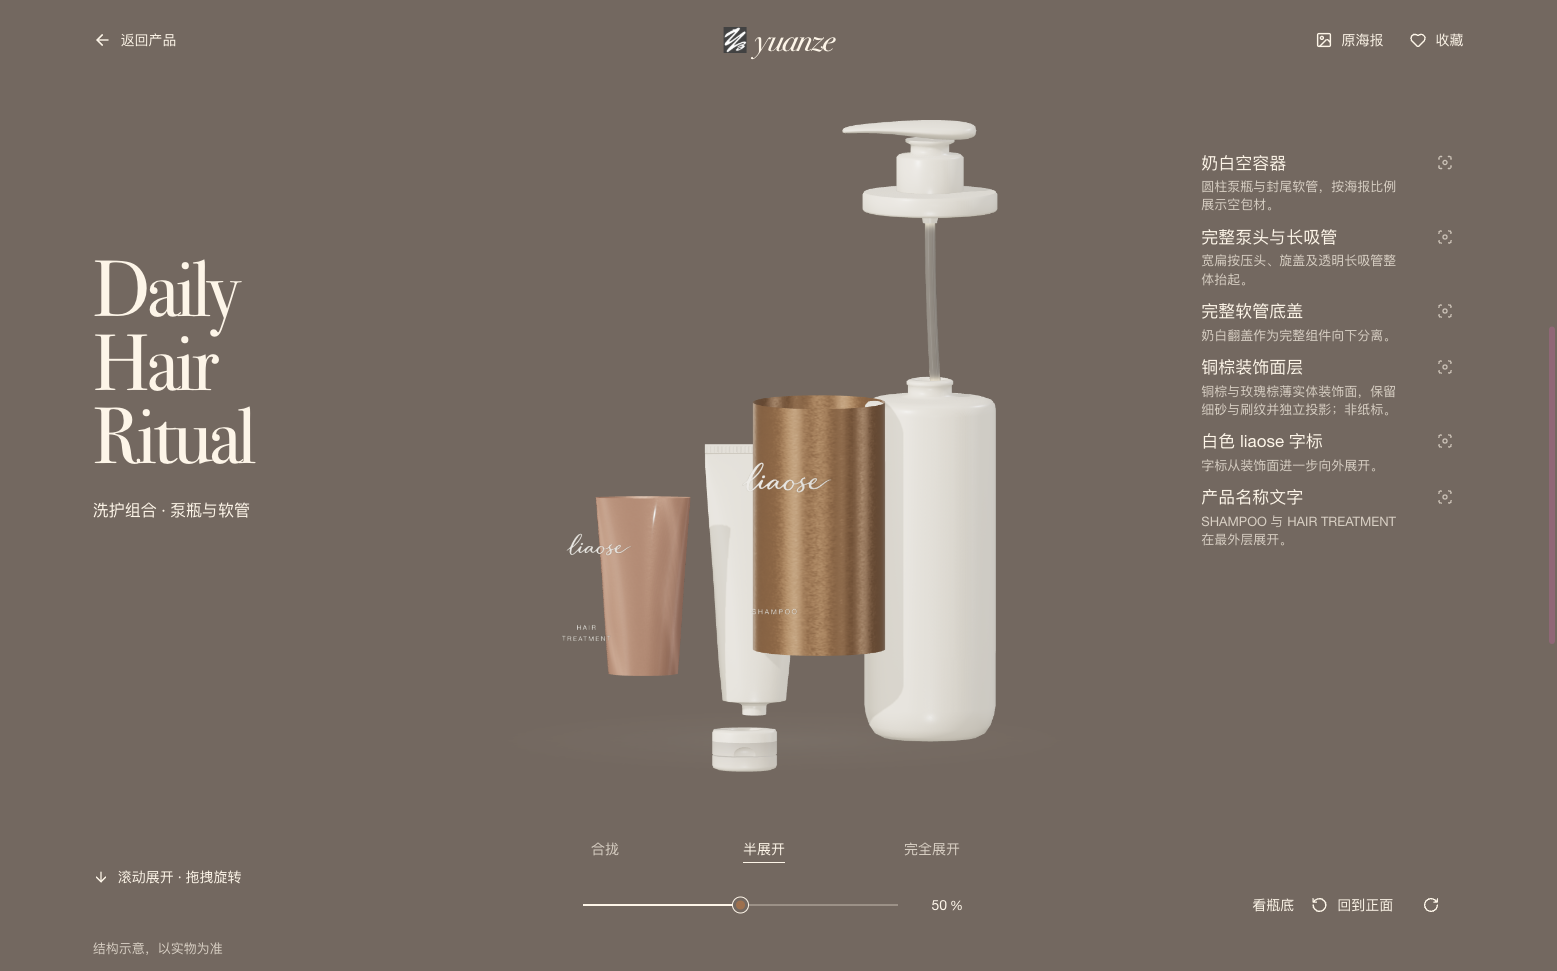 返回产品
yuanze
原海报
收藏
Daily
Hair
Ritual
洗护组合 · 泵瓶与软管
liaose
SHAMPOO
liaose
HAIR
TREATMEN
奶白空容器
圆柱泵瓶与封尾软管，按海报比例
展示空包材。
完整泵头与长吸管
宽扁按压头、旋盖及透明长吸管整
体抬起。
完整软管底盖
奶白翻盖作为完整组件向下分离。
铜棕装饰面层
铜棕与玫瑰棕薄实体装饰面，保留
细砂与刷纹并独立投影；非纸标。
白色 liaose 字标
字标从装饰面进一步向外展开。
产品名称文字
SHAMPOO 与 HAIR TREATMENT
在最外层展开。
合拢
半展开
完全展开
滚动展开 · 拖拽旋转
50 %
看瓶底
回到正面
结构示意，以实物为准